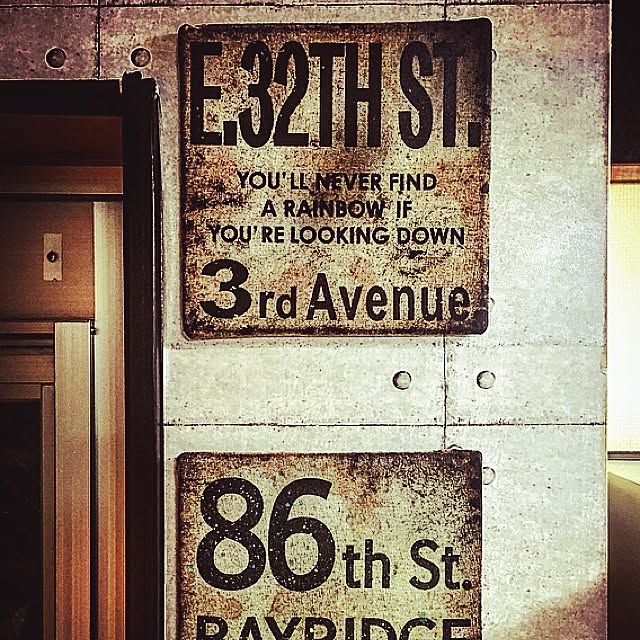 E.32TH ST.
YOU'LL NEVER FIND
A RAINBOW IF
YOU'RE LOOKING DOWN
3rd Avenue
86th St.
BAYRIDGE